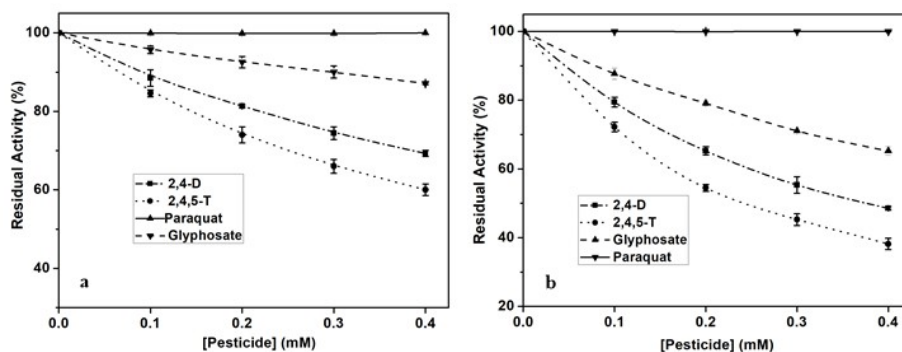 100
80
60
40
Residual Activity (%)
2,4-D
2,4,5-T
Paraquat
Glyphosate
a
0.0 0.1 0.2 0.3 0.4
[Pesticide] (mM)
100
80
60
40
20
Residual Activity (%)
2,4-D
2,4,5-T
Glyphosate
Paraquat
b
0.0 0.1 0.2 0.3 0.4
[Pesticide] (mM)